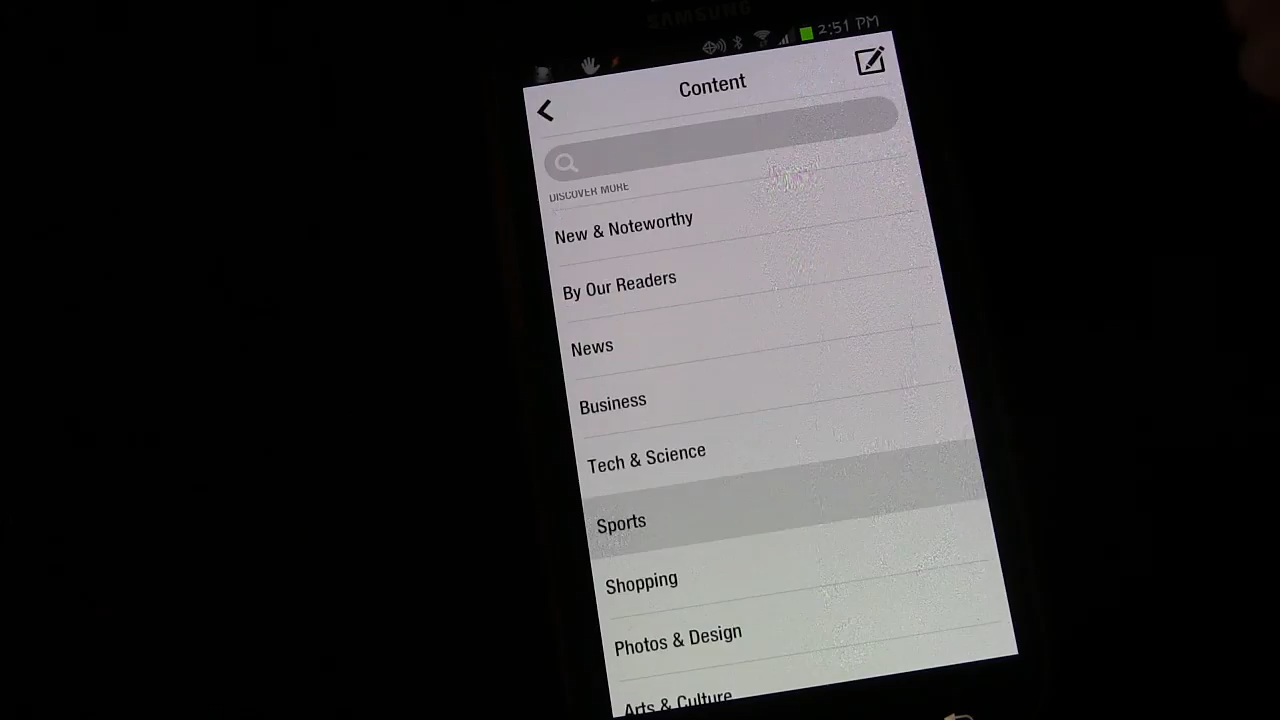 SAMSUNG
2:51 PM
Content
DISCOVER MORE
New & Noteworthy
By Our Readers
News
Business
Tech & Science
Sports
Shopping
Photos & Design
Arts & Culture